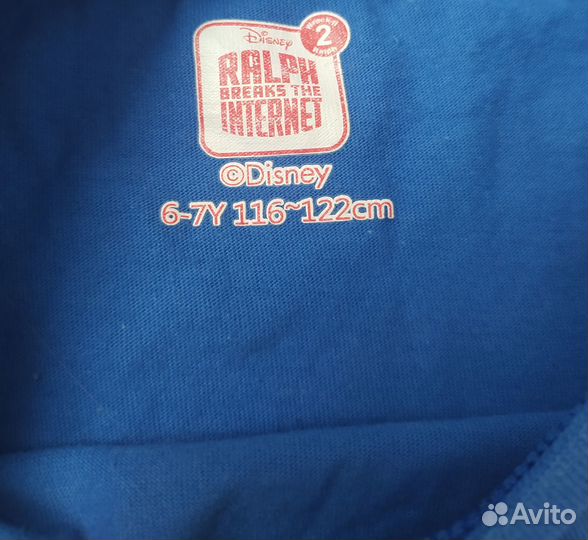 Disney
2
RALPH
BREAKS THE
INTERNET
©Disney
6-7Y 116~122cm
Avito